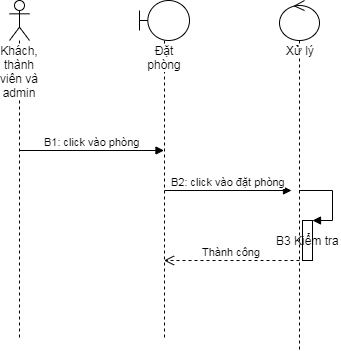 Khách,
thành
viên và
admin
Đặt
phòng
Xử lý
B1: click vào phòng
B2: click vào đặt phòng
B3 Kiểm tra
Thành công